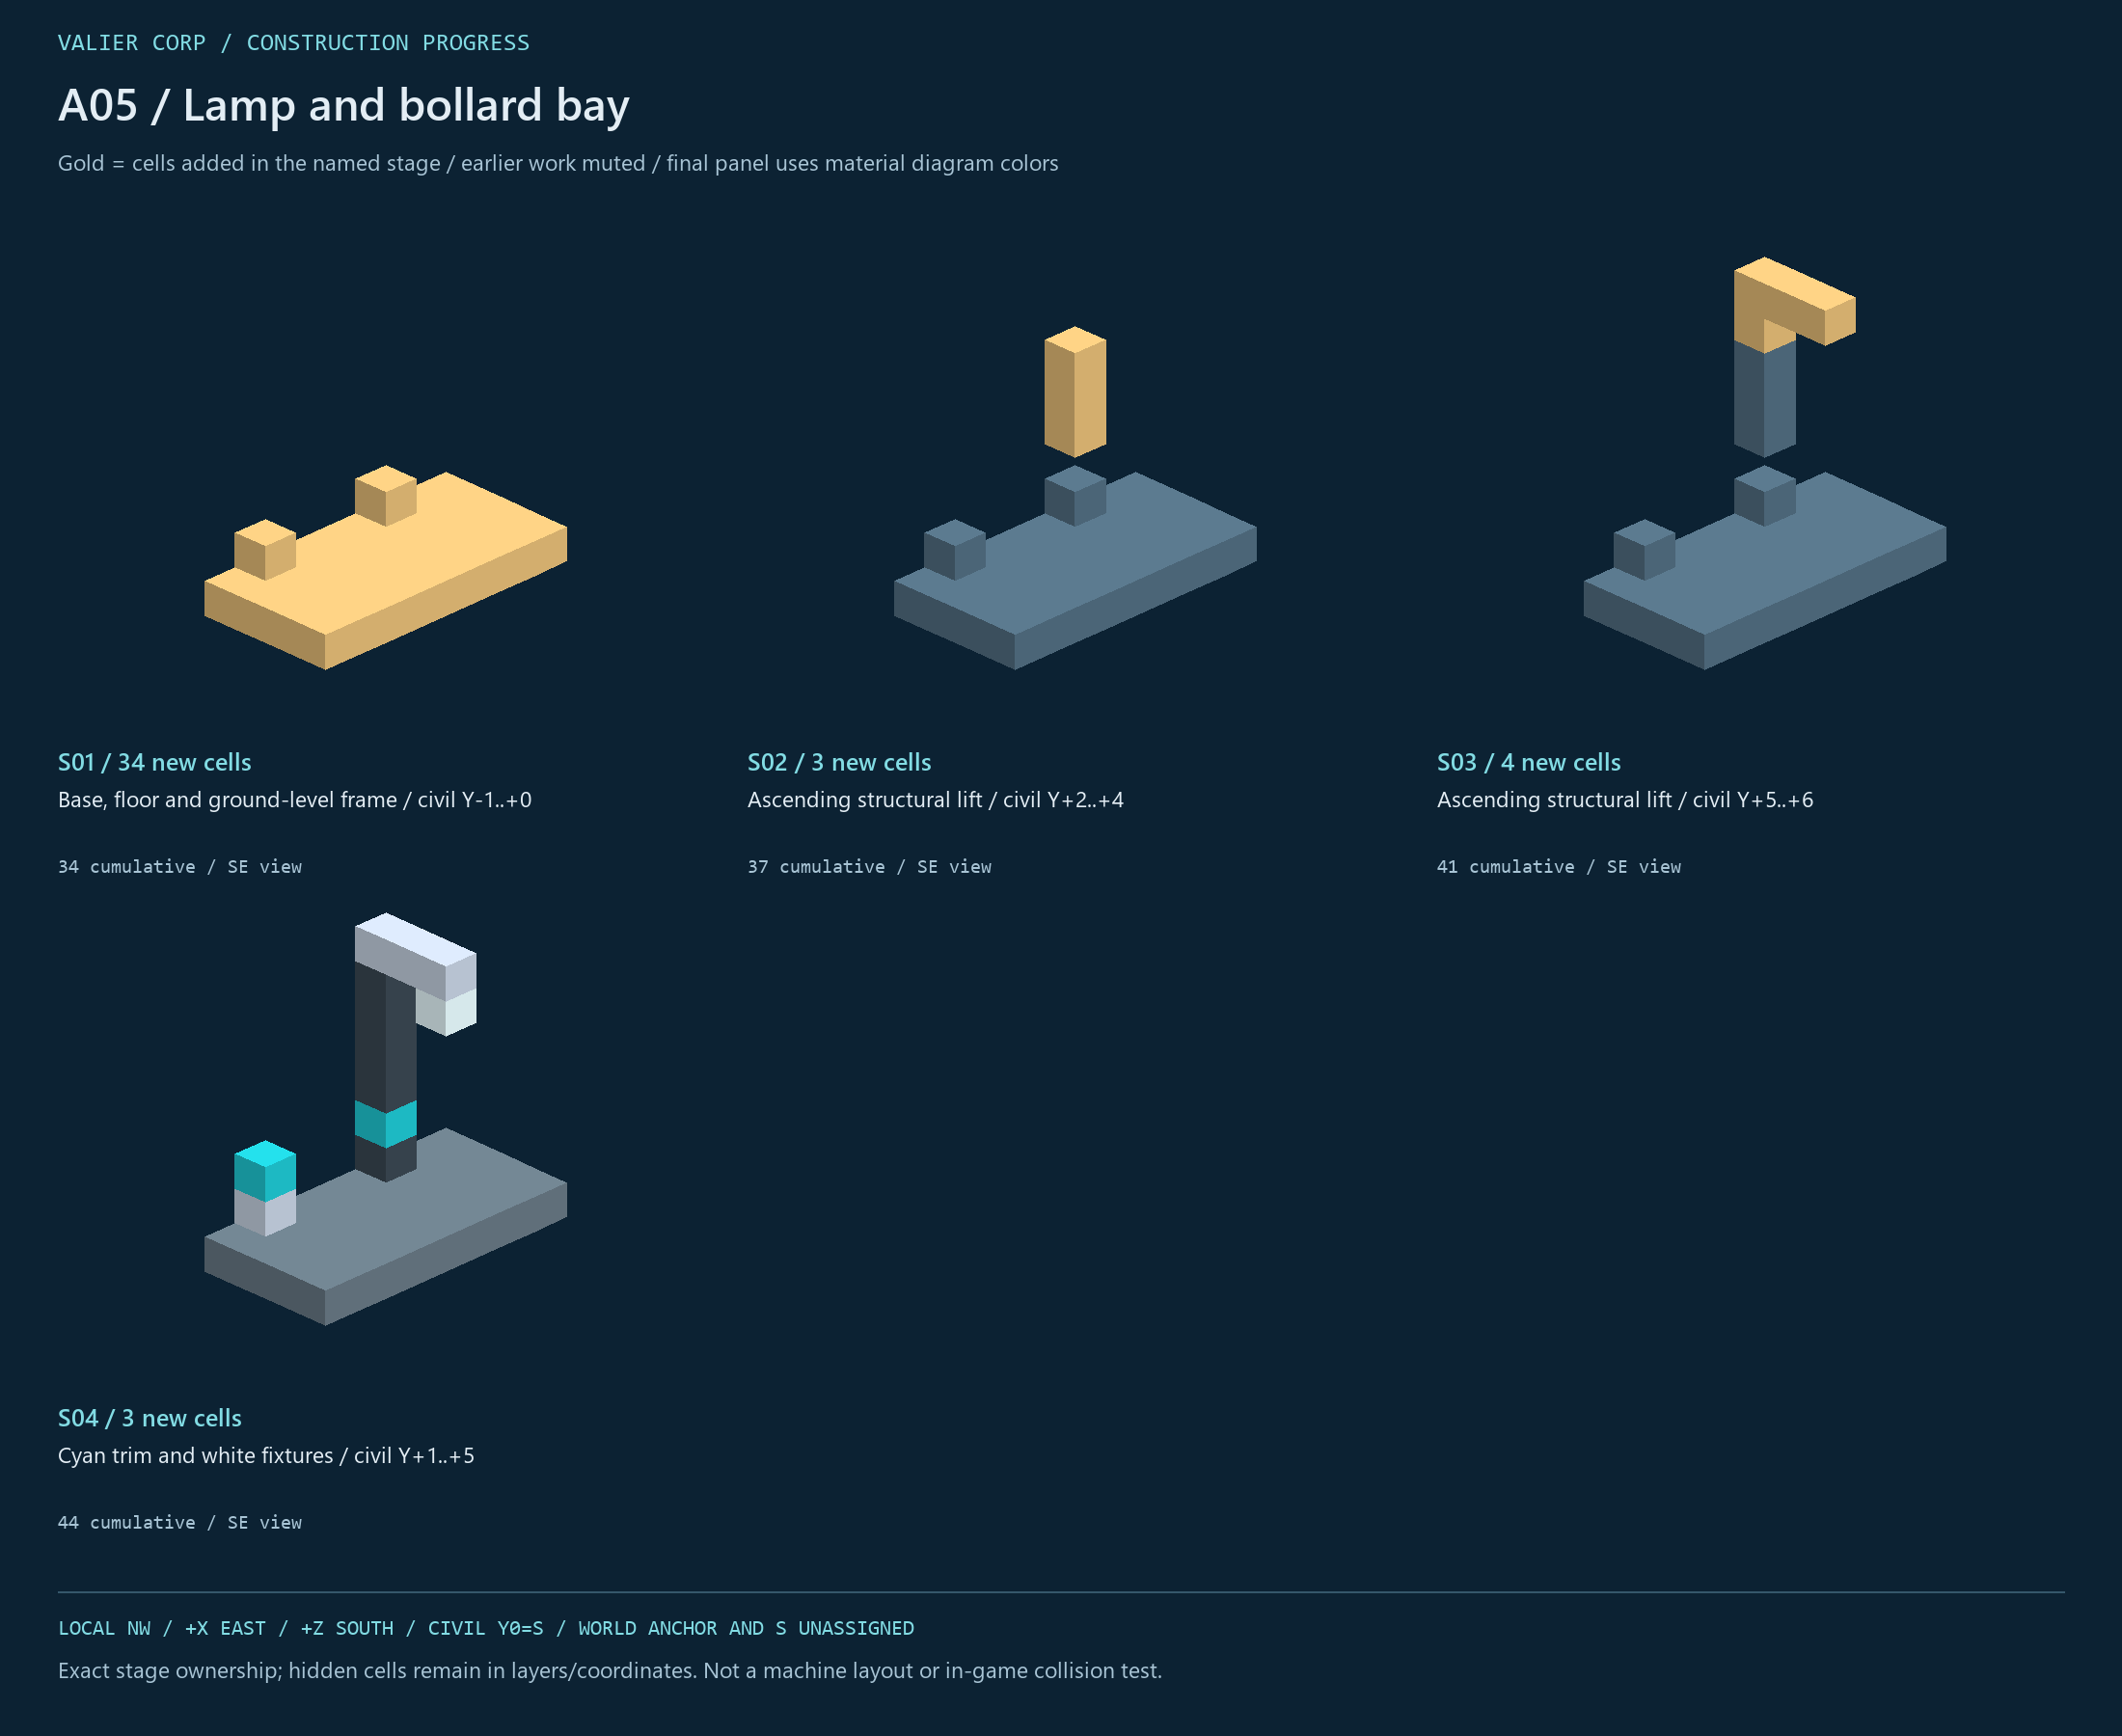 VALIER CORP / CONSTRUCTION PROGRESS
A05 / Lamp and bollard bay
Gold = cells added in the named stage / earlier work muted / final panel uses material diagram colors
S01 / 34 new cells
Base, floor and ground-level frame / civil Y-1..+0
34 cumulative / SE view
S02 / 3 new cells
Ascending structural lift / civil Y+2..+4
37 cumulative / SE view
S03 / 4 new cells
Ascending structural lift / civil Y+5..+6
41 cumulative / SE view
S04 / 3 new cells
Cyan trim and white fixtures / civil Y+1..+5
44 cumulative / SE view
LOCAL NW / +X EAST / +Z SOUTH / CIVIL Y0=S / WORLD ANCHOR AND S UNASSIGNED
Exact stage ownership; hidden cells remain in layers/coordinates. Not a machine layout or in-game collision test.